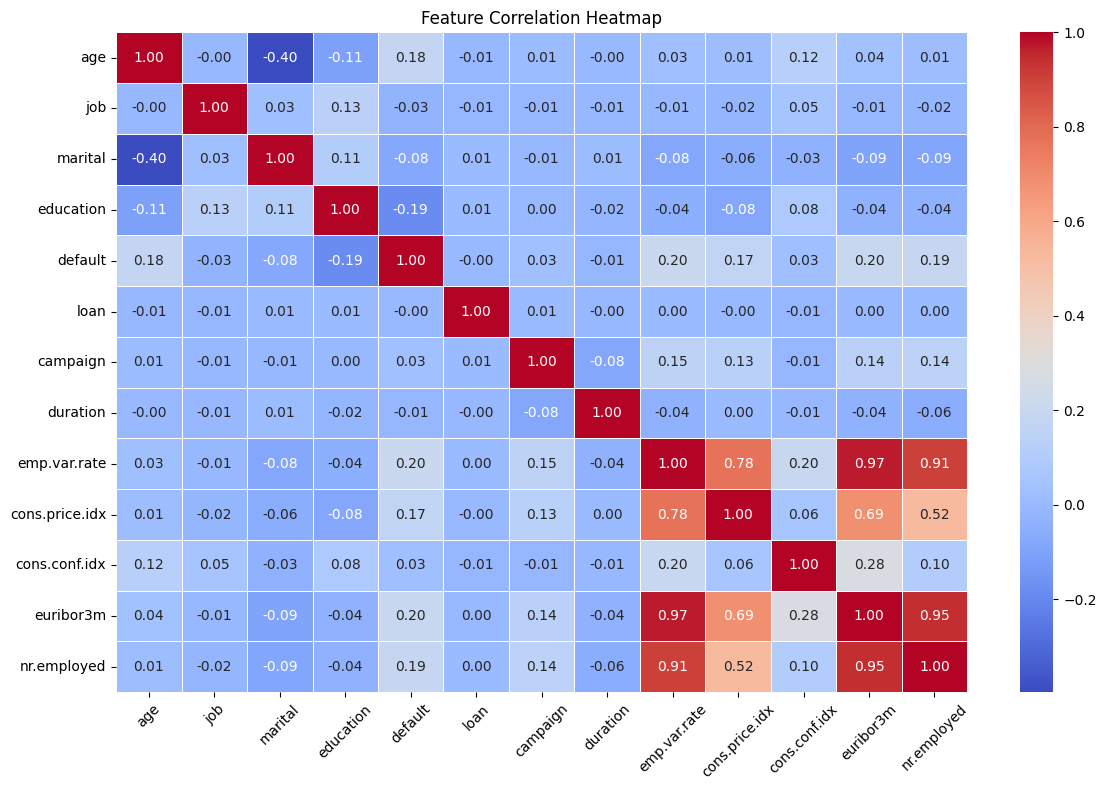 Feature Correlation Heatmap
age 1.00 -0.00 -0.40 -0.11 0.18 -0.01 0.01 -0.00 0.03 0.01 0.12 0.04 0.01
job -0.00 1.00 0.03 0.13 -0.03 -0.01 -0.01 -0.01 -0.01 -0.02 0.05 -0.01 -0.02
marital -0.40 0.03 1.00 0.11 -0.08 0.01 -0.01 0.01 -0.08 -0.06 -0.03 -0.09 -0.09
education -0.11 0.13 0.11 1.00 -0.19 0.01 0.00 -0.02 -0.04 -0.08 0.08 -0.04 -0.04
default 0.18 -0.03 -0.08 -0.19 1.00 -0.00 0.03 -0.01 0.20 0.17 0.03 0.20 0.19
loan -0.01 -0.01 0.01 0.01 -0.00 1.00 0.01 -0.00 0.00 -0.00 -0.01 0.00 0.00
campaign 0.01 -0.01 -0.01 0.00 0.03 0.01 1.00 -0.08 0.15 0.13 -0.01 0.14 0.14
duration -0.00 -0.01 0.01 -0.02 -0.01 -0.00 -0.08 1.00 -0.04 0.00 -0.01 -0.04 -0.06
emp.var.rate 0.03 -0.01 -0.08 -0.04 0.20 0.00 0.15 -0.04 1.00 0.78 0.20 0.97 0.91
cons.price.idx 0.01 -0.02 -0.06 -0.08 0.17 -0.00 0.13 0.00 0.78 1.00 0.06 0.69 0.52
cons.conf.idx 0.12 0.05 -0.03 0.08 0.03 -0.01 -0.01 -0.01 0.20 0.06 1.00 0.28 0.10
euribor3m 0.04 -0.01 -0.09 -0.04 0.20 0.00 0.14 -0.04 0.97 0.69 0.28 1.00 0.95
nr.employed 0.01 -0.02 -0.09 -0.04 0.19 0.00 0.14 -0.06 0.91 0.52 0.10 0.95 1.00
age job marital education default loan campaign duration emp.var.rate cons.price.idx cons.conf.idx euribor3m nr.employed
1.0
0.8
0.6
0.4
0.2
0.0
−0.2